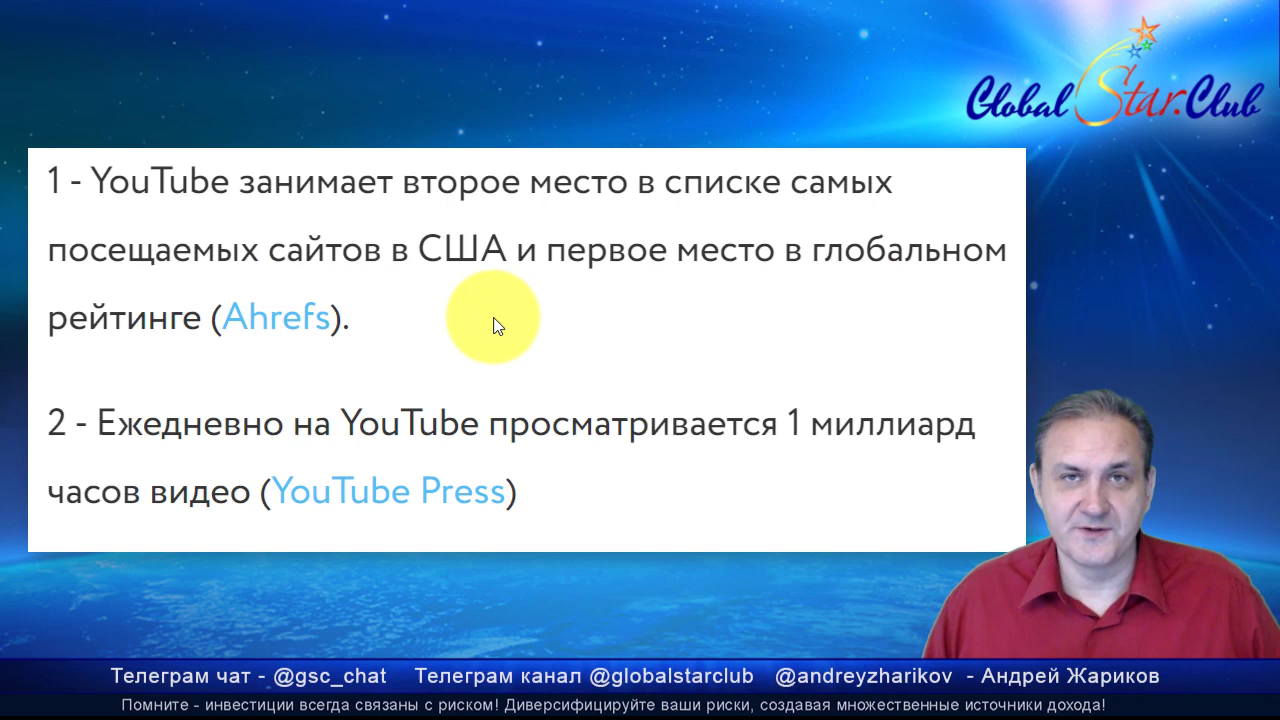 Global Star.Club
1 - YouTube занимает второе место в списке самых
посещаемых сайтов в США и первое место в глобальном
рейтинге (Ahrefs).
2 - Ежедневно на YouTube просматривается 1 миллиард
часов видео (YouTube Press)
Телеграм чат - @gsc_chat Телеграм канал @globalstarclub @andreyzharikov - Андрей Жариков
Помните - инвестиции всегда связаны с риском! Диверсифицируйте ваши риски, создавая множественные источники дохода!